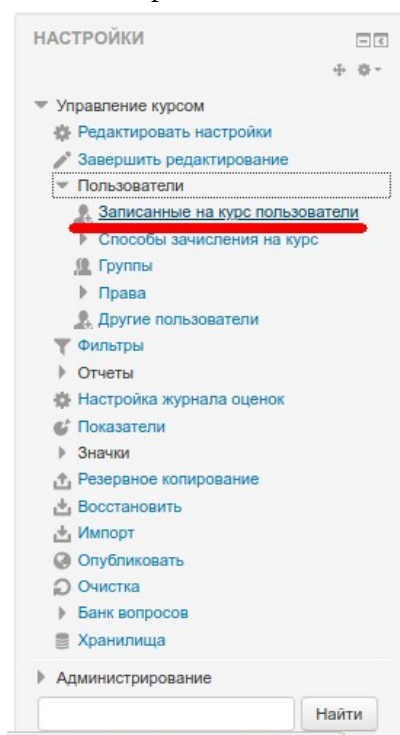 НАСТРОЙКИ
Управление курсом
Редактировать настройки
Завершить редактирование
Пользователи
Записанные на курс пользователи
Способы зачисления на курс
Группы
Права
Другие пользователи
Фильтры
Отчеты
Настройка журнала оценок
Показатели
Значки
Резервное копирование
Восстановить
Импорт
Опубликовать
Очистка
Банк вопросов
Хранилища
Администрирование
Найти